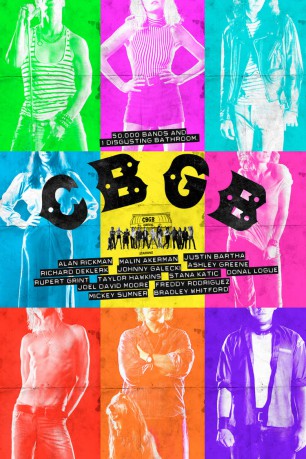 50,000 BANDS AND
1 DISGUSTING BATHROOM.
CBGB
CBGB
ALAN RICKMAN MALIN AKERMAN JUSTIN BARTHA
RICHARD DEKLERK JOHNNY GALECKI ASHLEY GREENE
RUPERT GRINT TAYLOR HAWKINS STANA KATIC DONAL LOGUE
JOEL DAVID MOORE FREDDY RODRIGUEZ
MICKEY SUMNER BRADLEY WHITFORD